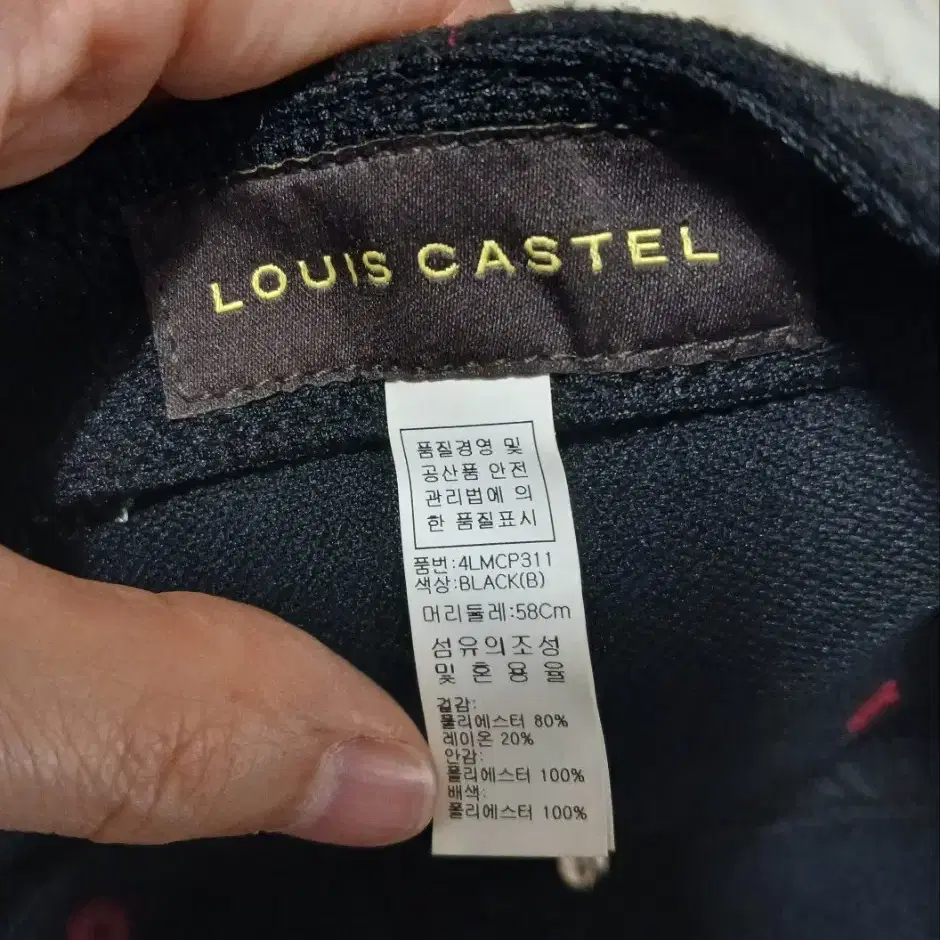 LOUIS CASTEL
품질경영 및
공산품 안전
관리법에 의
한 품질표시
품번:4LMCP311
색상:BLACK(B)
머리둘레:58Cm
섬유의조성
및 혼 용 율
겉감:
폴리에스터 80%
레이온 20%
안감:
폴리에스터 100%
배색:
폴리에스터 100%